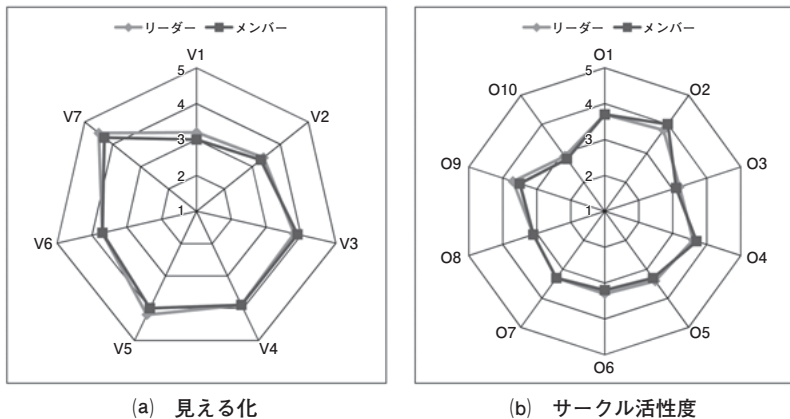 リーダー メンバー
V1
V2
V3
V4
V5
V6
V7
5
4
3
2
1
(a) 見える化
リーダー メンバー
O1
O2
O3
O4
O5
O6
O7
O8
O9
O10
5
4
3
2
1
(b) サークル活性度